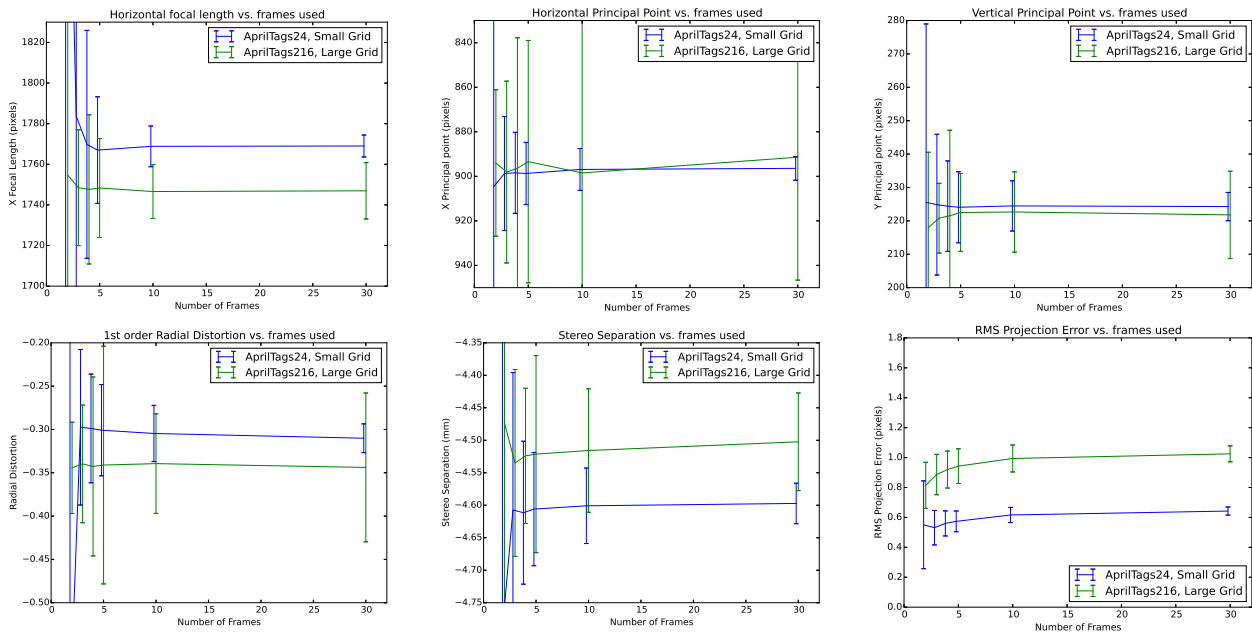 Horizontal focal length vs. frames used
AprilTags24, Small Grid
AprilTags216, Large Grid
X Focal Length (pixels)
1820
1800
1780
1760
1740
1720
1700
0 5 10 15 20 25 30
Number of Frames
Horizontal Principal Point vs. frames used
AprilTags24, Small Grid
AprilTags216, Large Grid
X Principal point (pixels)
840
860
880
900
920
940
0 5 10 15 20 25 30
Number of Frames
Vertical Principal Point vs. frames used
AprilTags24, Small Grid
AprilTags216, Large Grid
Y Principal point (pixels)
280
270
260
250
240
230
220
210
200
0 5 10 15 20 25 30
Number of Frames
1st order Radial Distortion vs. frames used
AprilTags24, Small Grid
AprilTags216, Large Grid
Radial Distortion
−0.20
−0.25
−0.30
−0.35
−0.40
−0.45
−0.50
0 5 10 15 20 25 30
Number of Frames
Stereo Separation vs. frames used
AprilTags24, Small Grid
AprilTags216, Large Grid
Stereo Separation (mm)
−4.35
−4.40
−4.45
−4.50
−4.55
−4.60
−4.65
−4.70
−4.75
0 5 10 15 20 25 30
Number of Frames
RMS Projection Error vs. frames used
RMS Projection Error (pixels)
1.8
1.6
1.4
1.2
1.0
0.8
0.6
0.4
0.2
0.0
AprilTags24, Small Grid
AprilTags216, Large Grid
0 5 10 15 20 25 30
Number of Frames